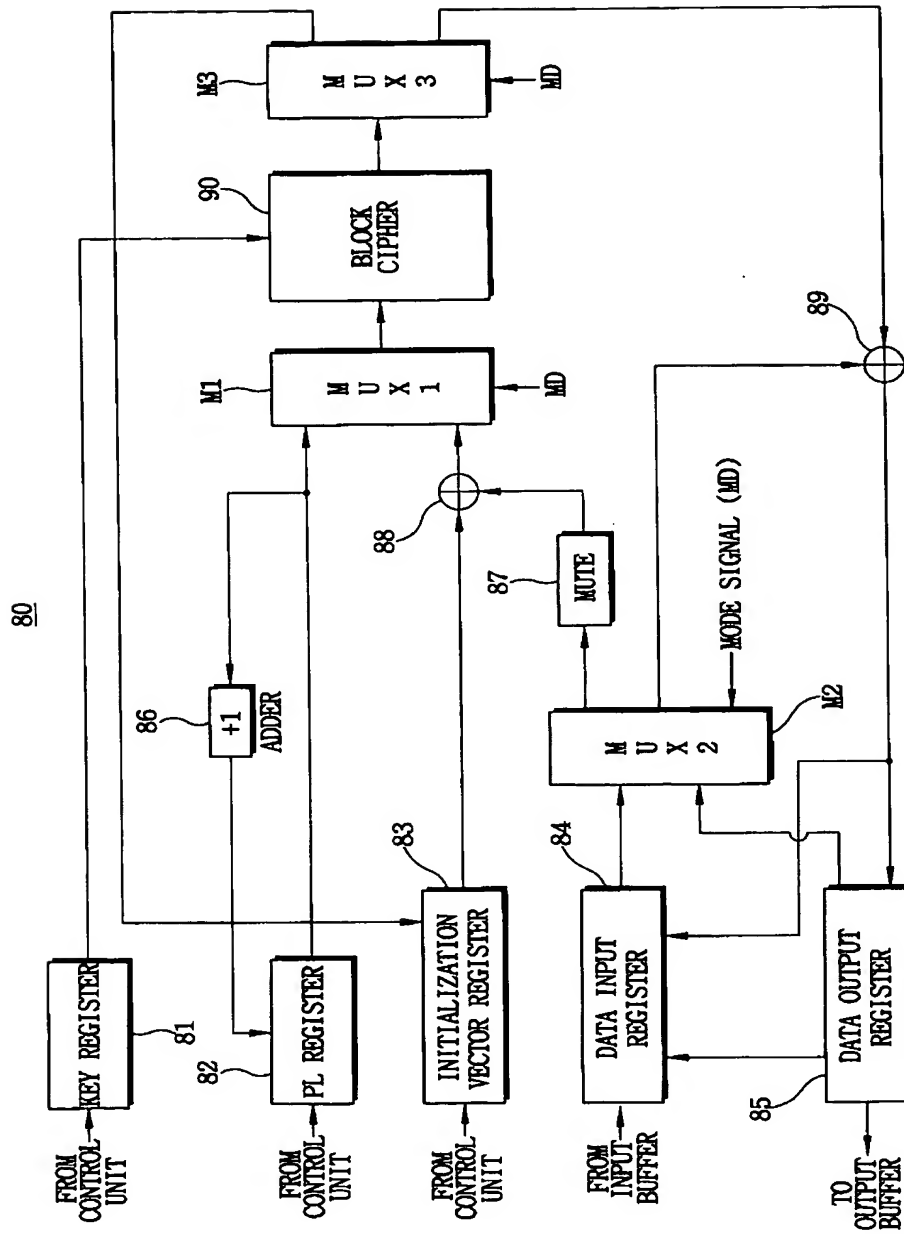 80
FROM
CONTROL
UNIT
KEY REGISTER
81
FROM
CONTROL
UNIT
PL REGISTER
82
+1
ADDER
86
FROM
CONTROL
UNIT
INITIALIZATION
VECTOR REGISTER
83
88
MUX1
M1
MD
BLOCK
CIPHER
90
MUX3
M3
MD
FROM
INPUT
BUFFER
DATA INPUT
REGISTER
84
MUTE
87
MUX2
M2
MODE SIGNAL (MD)
89
TO
OUTPUT
BUFFER
DATA OUTPUT
REGISTER
85